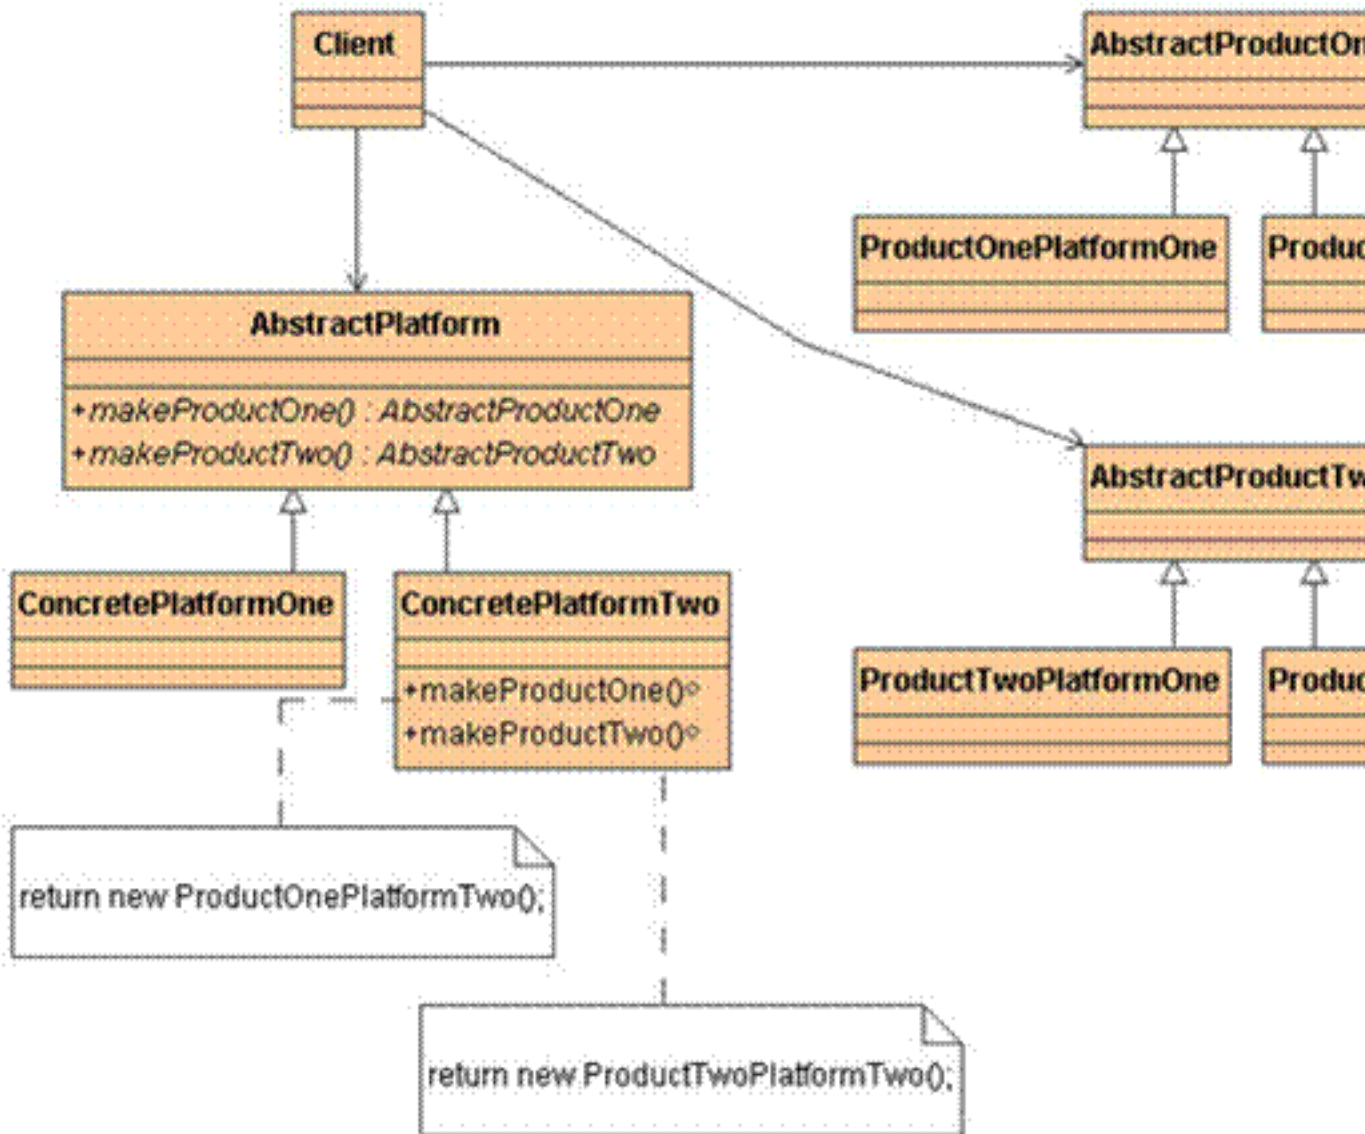 Client
AbstractProductOn
ProductOnePlatformOne
Produc
AbstractPlatform
+makeProductOne() : AbstractProductOne
+makeProductTwo() : AbstractProductTwo
AbstractProductTw
ConcretePlatformOne
ConcretePlatformTwo
+makeProductOne()
+makeProductTwo()
ProductTwoPlatformOne
Produc
return new ProductOnePlatformTwo();
return new ProductTwoPlatformTwo();